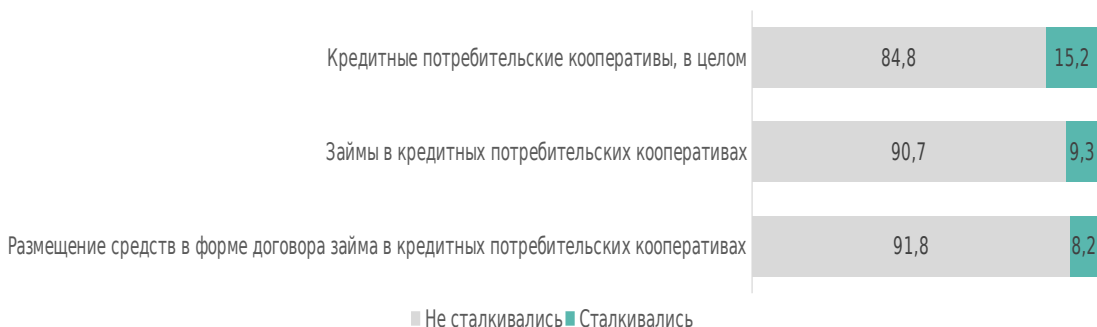 Кредитные потребительские кооперативы, в целом 84,8 15,2
Займы в кредитных потребительских кооперативах 90,7 9,3
Размещение средств в форме договора займа в кредитных потребительских кооперативах 91,8 8,2
Не сталкивались Сталкивались